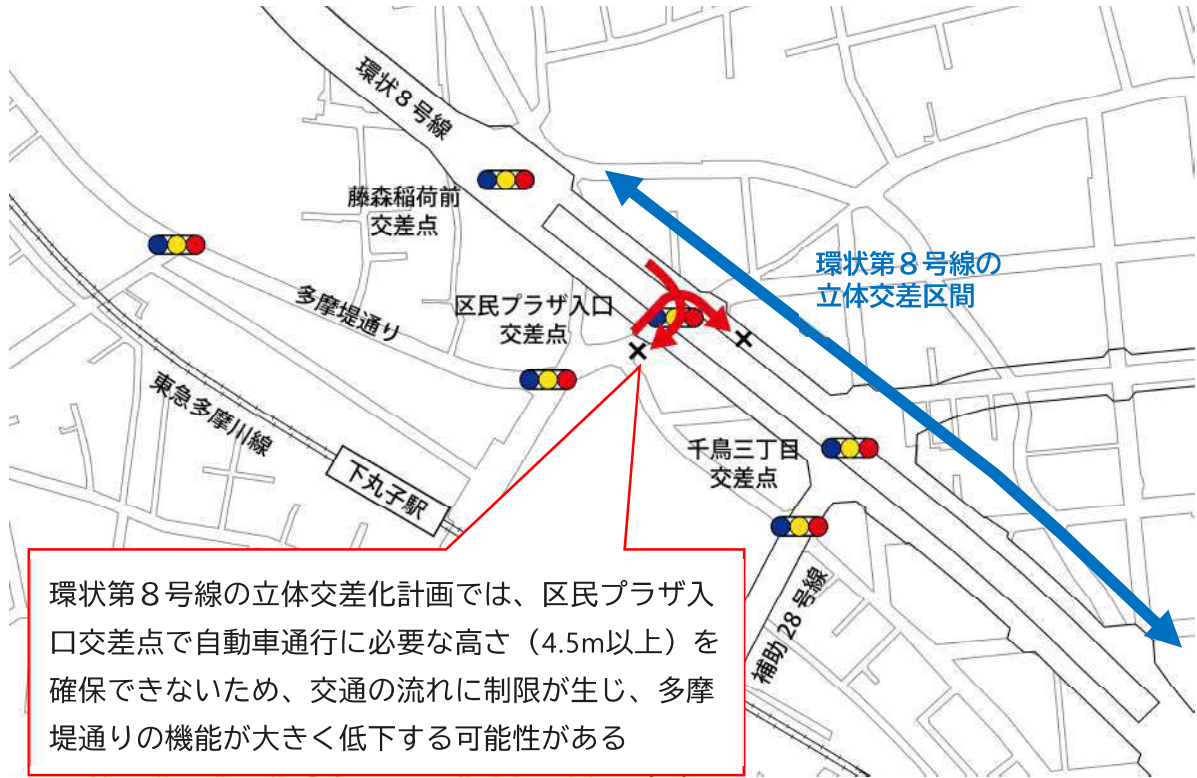 環状８号線
藤森稲荷前
交差点
環状第８号線の
立体交差区間
区民プラザ入口
交差点
多摩堤通り
東急多摩川線
下丸子駅
千鳥三丁目
交差点
補助28号線
環状第８号線の立体交差化計画では、区民プラザ入
口交差点で自動車通行に必要な高さ（4.5m以上）を
確保できないため、交通の流れに制限が生じ、多摩
堤通りの機能が大きく低下する可能性がある